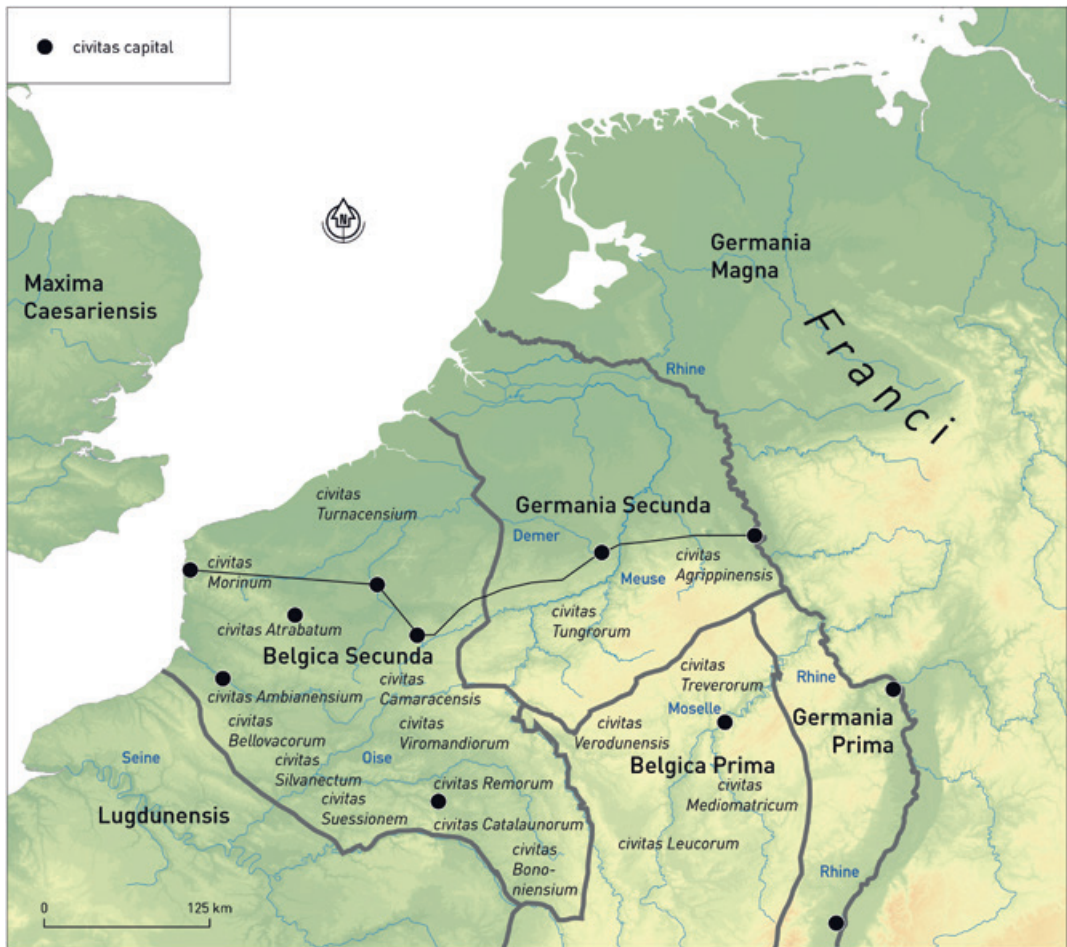 civitas capital
N
Maxima
Caesariensis
Germania
Magna
Franci
Rhine
civitas
Turnacensium
Germania Secunda
Demer
civitas
Morinum
Meuse
civitas
Agrippinensis
civitas Atrabatum
civitas
Tungrorum
Belgica Secunda
civitas Ambianensium
civitas
Camaracensis
civitas
Treverorum
Rhine
Moselle
civitas
Bellovacorum
civitas
Viromandiorum
civitas
Verodunensis
Germania
Prima
Seine
civitas
Silvanectum
Oise
Belgica Prima
civitas
Suessionem
civitas Remorum
civitas
Mediomatricum
Lugdunensis
civitas Catalaunorum
civitas Leucorum
civitas
Bono-
niensium
Rhine
0
125 km